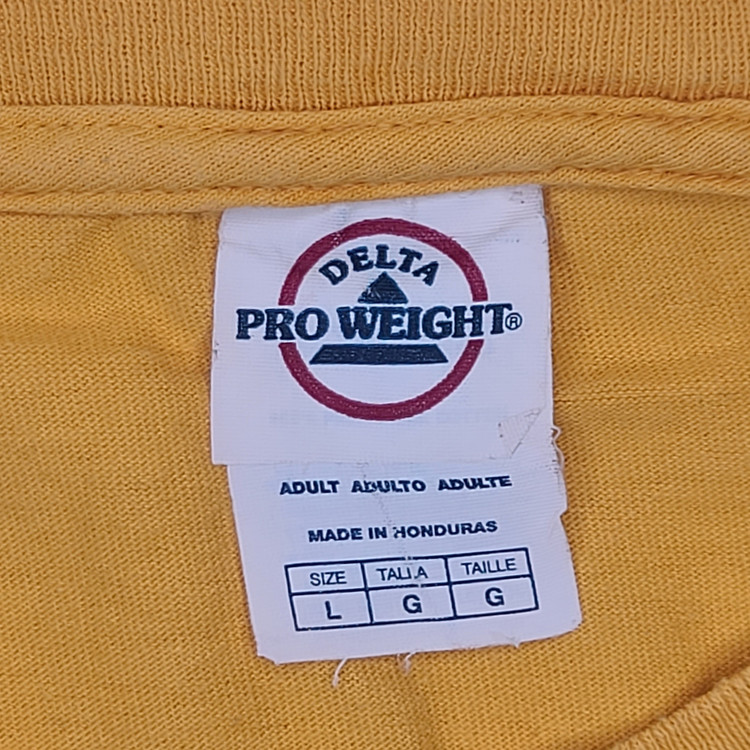 DELTA
PRO WEIGHT®
ADULT ADULTO ADULTE
MADE IN HONDURAS
SIZE TALLA TAILLE
L G G